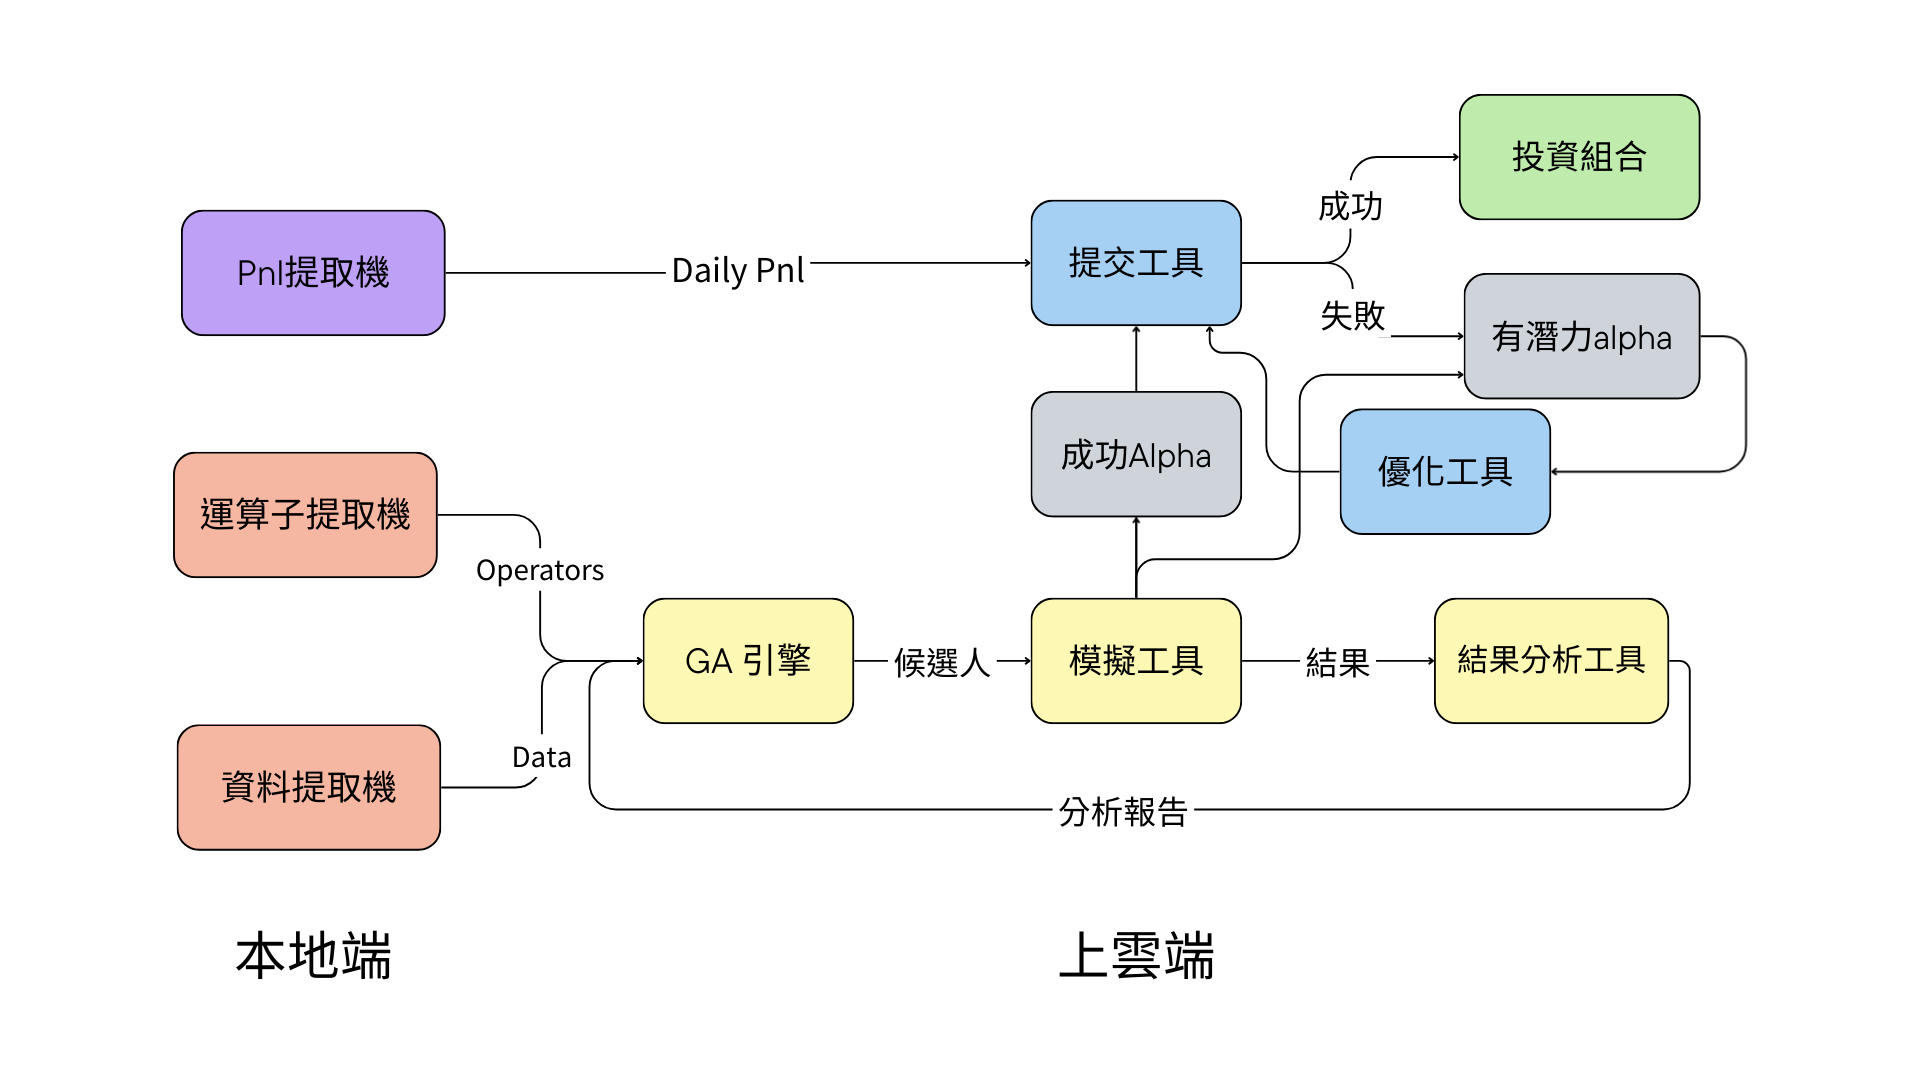 投資組合
成功
Pnl提取機
Daily Pnl
提交工具
失敗
有潛力alpha
成功Alpha
優化工具
運算子提取機
Operators
GA 引擎
候選人
模擬工具
結果
結果分析工具
資料提取機
Data
分析報告
本地端
上雲端